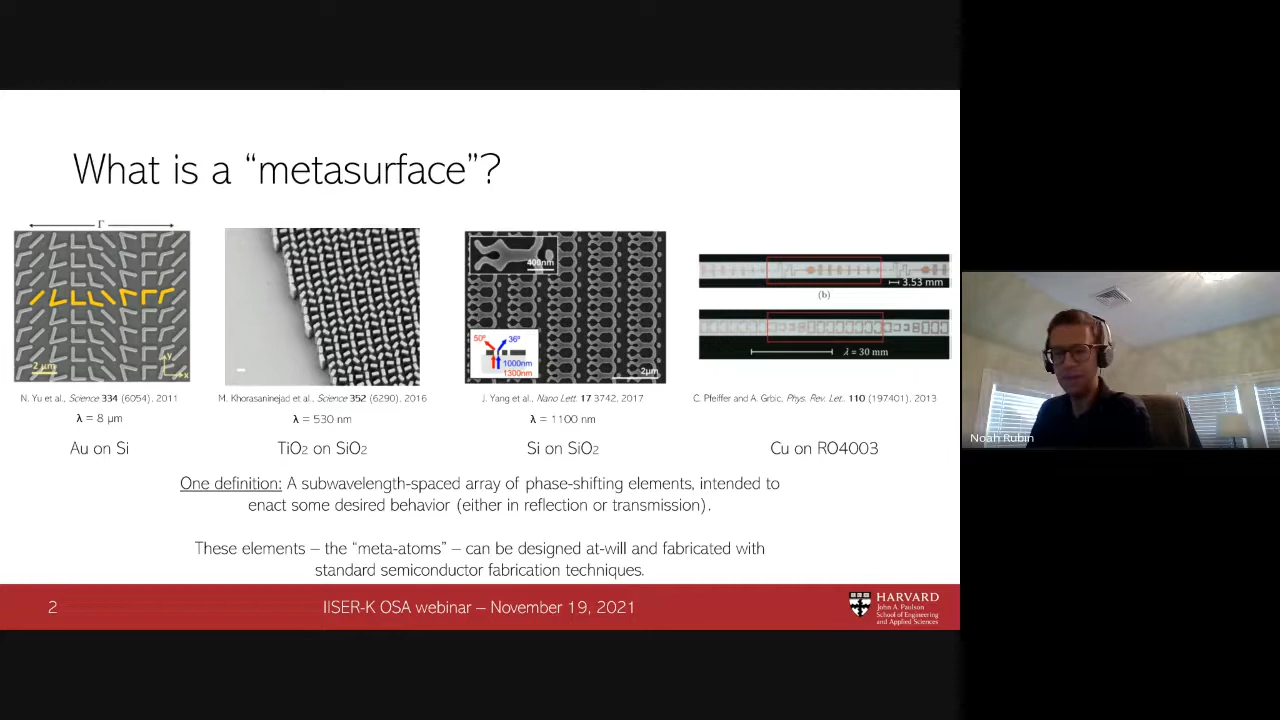 What is a “metasurface”?
Γ
2 μm
y
x
400nm
50°
36°
1000nm
1300nm
2μm
3.53 mm
(b)
λ = 30 mm
N. Yu et al., Science 334 (6054), 2011
M. Khorasaninejad et al., Science 352 (6290), 2016
J. Yang et al., Nano Lett. 17 3742, 2017
C. Pfeiffer and A. Grbic, Phys. Rev. Let. 110 (197401), 2013
λ = 8 μm
λ = 530 nm
λ = 1100 nm
Au on Si
TiO2 on SiO2
Si on SiO2
Cu on RO4003
One definition: A subwavelength-spaced array of phase-shifting elements, intended to
enact some desired behavior (either in reflection or transmission).
These elements – the “meta-atoms” – can be designed at-will and fabricated with
standard semiconductor fabrication techniques.
2
IISER-K OSA webinar – November 19, 2021
HARVARD
John A. Paulson
School of Engineering
and Applied Sciences
Noah Rubin